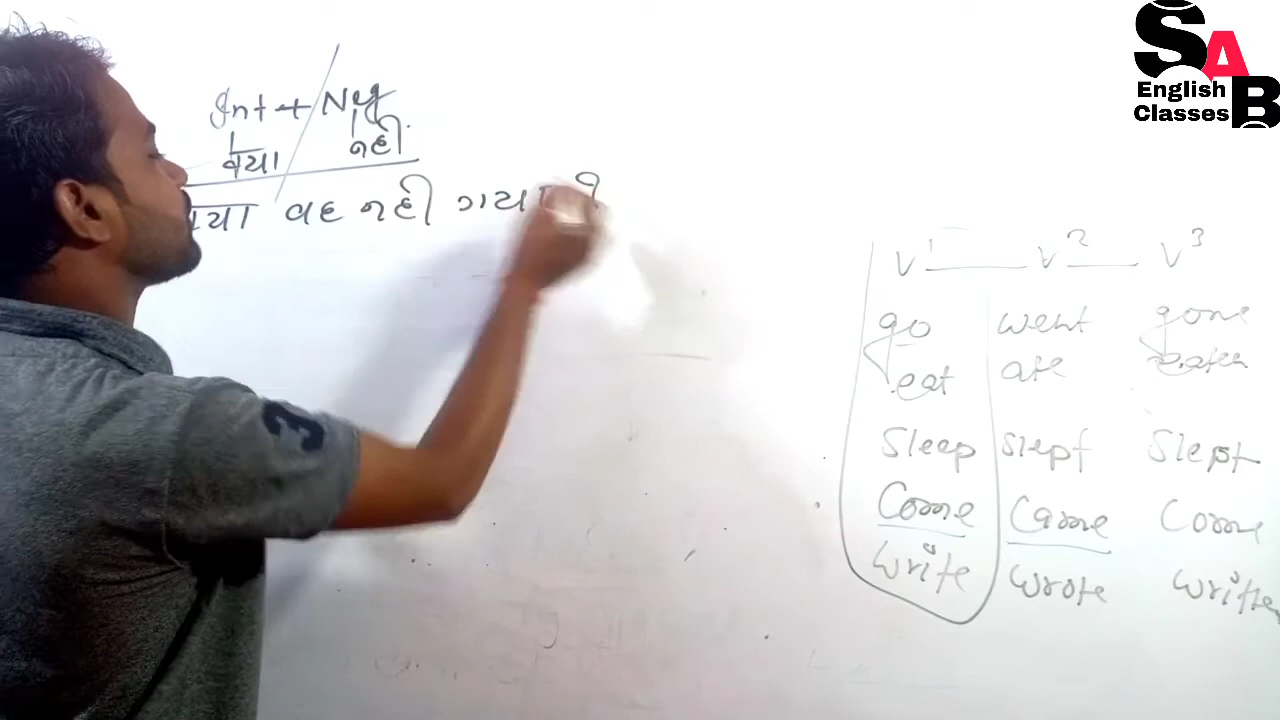 Int + Neg
क्या नही
क्या वह नही गया ?
V1 V2 V3
go went gone
eat ate eaten
Sleep Slept Slept
Come Came Come
Write Wrote Written
SAB
English
Classes